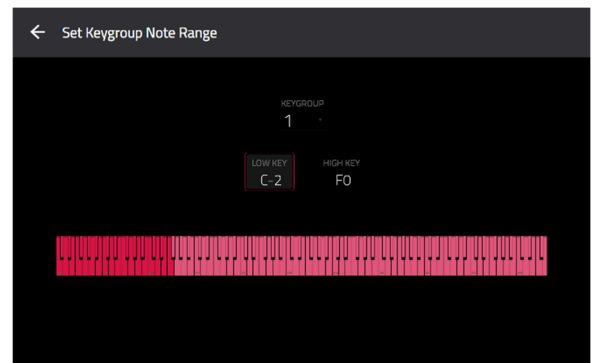 Set Keygroup Note Range
KEYGROUP
1
LOW KEY HIGH KEY
C-2 F0